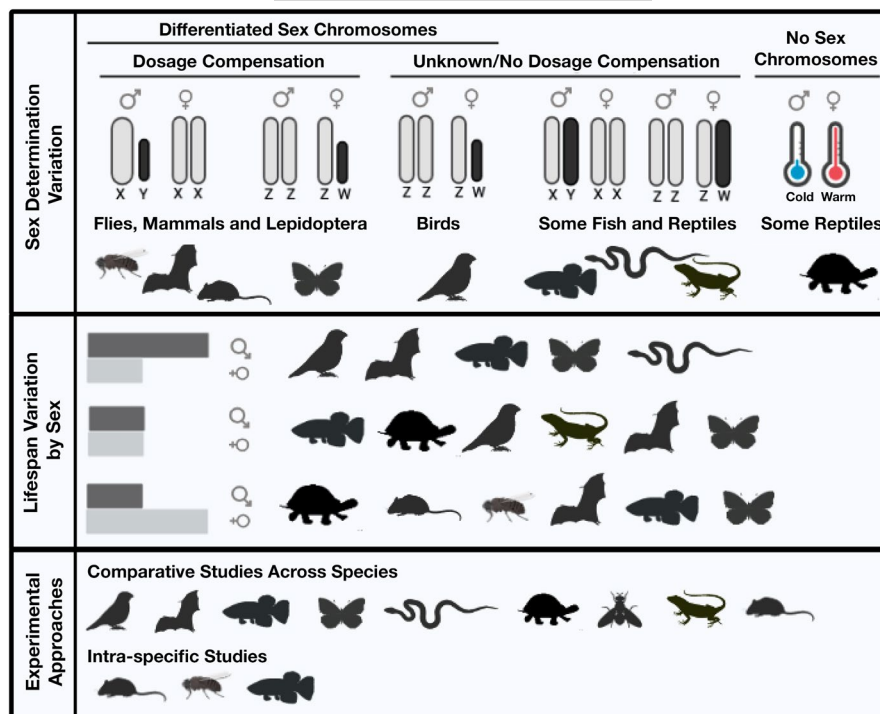 Differentiated Sex Chromosomes
No Sex
Chromosomes
Dosage Compensation
Unknown/No Dosage Compensation
♂ ♀ ♂ ♀ ♂ ♀ ♂ ♀ ♂ ♀ ♂ ♀
X Y X X Z Z Z W Z Z Z W X Y X X Z Z Z W
Cold Warm
Flies, Mammals and Lepidoptera
Birds
Some Fish and Reptiles
Some Reptiles
Sex Determination
Variation
Lifespan Variation
by Sex
Experimental
Approaches
Comparative Studies Across Species
Intra-specific Studies